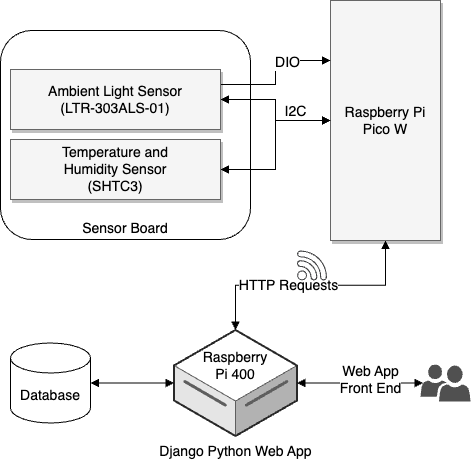 DIO
Ambient Light Sensor
(LTR-303ALS-01)
I2C
Raspberry Pi
Pico W
Temperature and
Humidity Sensor
(SHTC3)
Sensor Board
HTTP Requests
Raspberry
Pi 400
Database
Web App
Front End
Django Python Web App